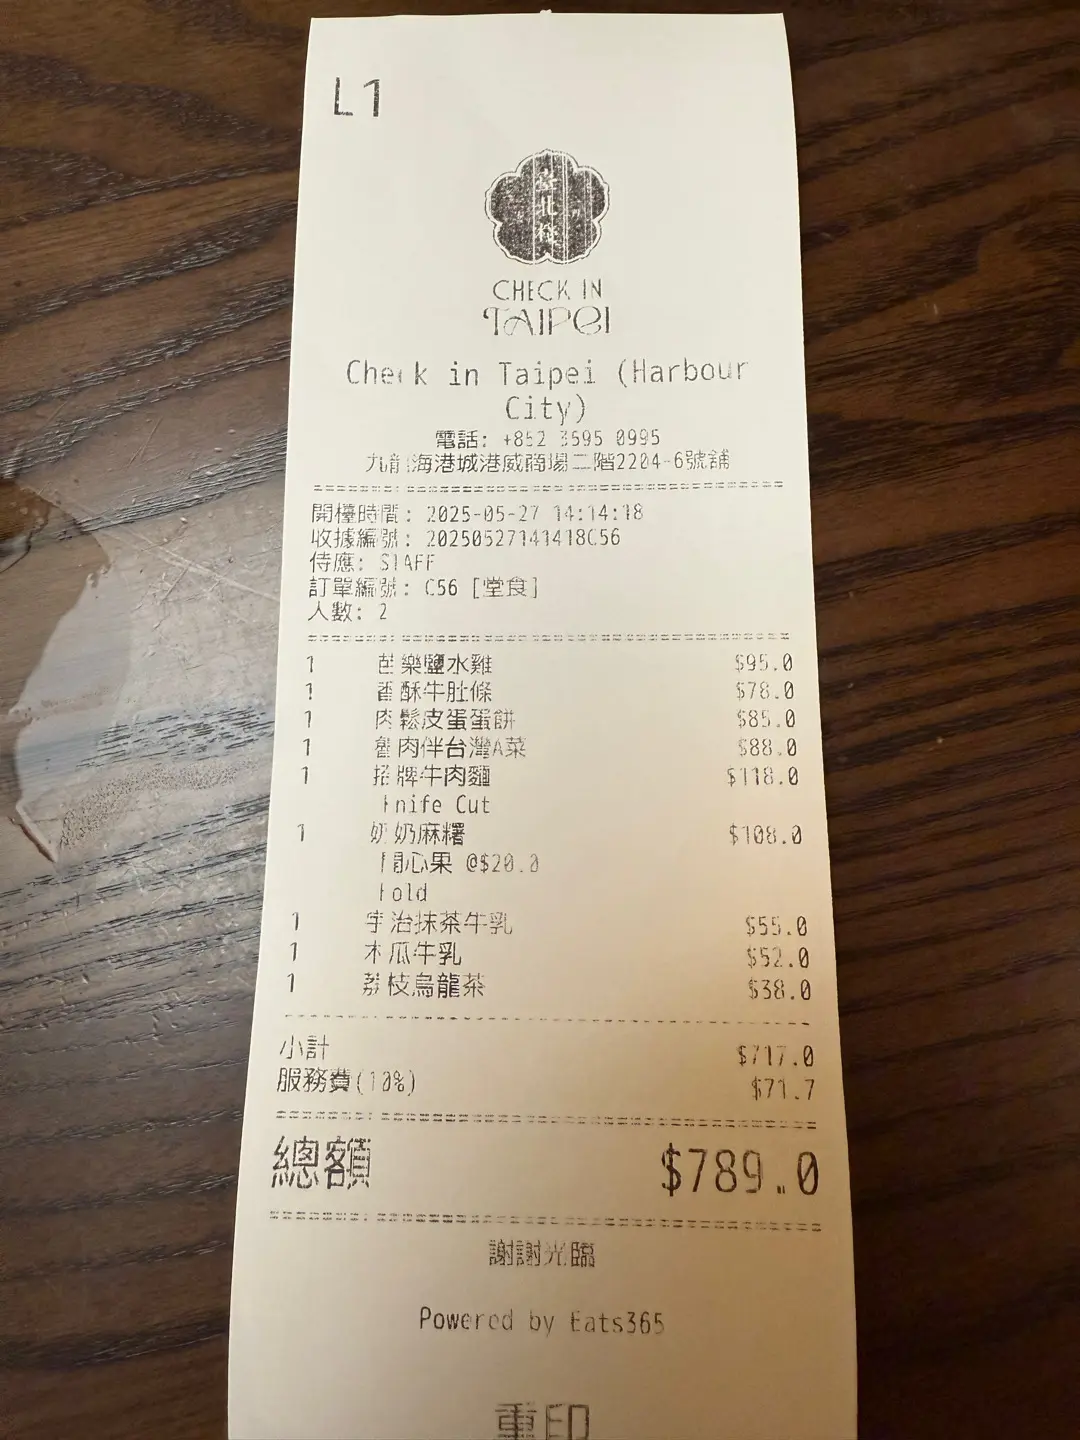 L1
CHECK IN
TAIPEI
Check in Taipei (Harbour
City)
電話: +852 3595 0995
九龍海港城港威商場二階2204-6號舖
開檯時間: 2025-05-27 14:14:18
收據編號: 20250527141418C56
侍應: STAFF
訂單編號: C56 [堂食]
人數: 2
1 芭樂鹽水雞 $95.0
1 香酥牛肚條 $78.0
1 肉鬆皮蛋蛋餅 $85.0
1 肉伴台灣A菜 $88.0
1 招牌牛肉麵 $118.0
Knife Cut
1 奶奶麻糬 $108.0
開心果 @$20.0
1 宇治抹茶牛乳 $55.0
1 木瓜牛乳 $52.0
1 荔枝烏龍茶 $38.0
小計 $717.0
服務費(10%) $71.7
總額 $789.0
謝謝光臨
Powered by Eats365
重印